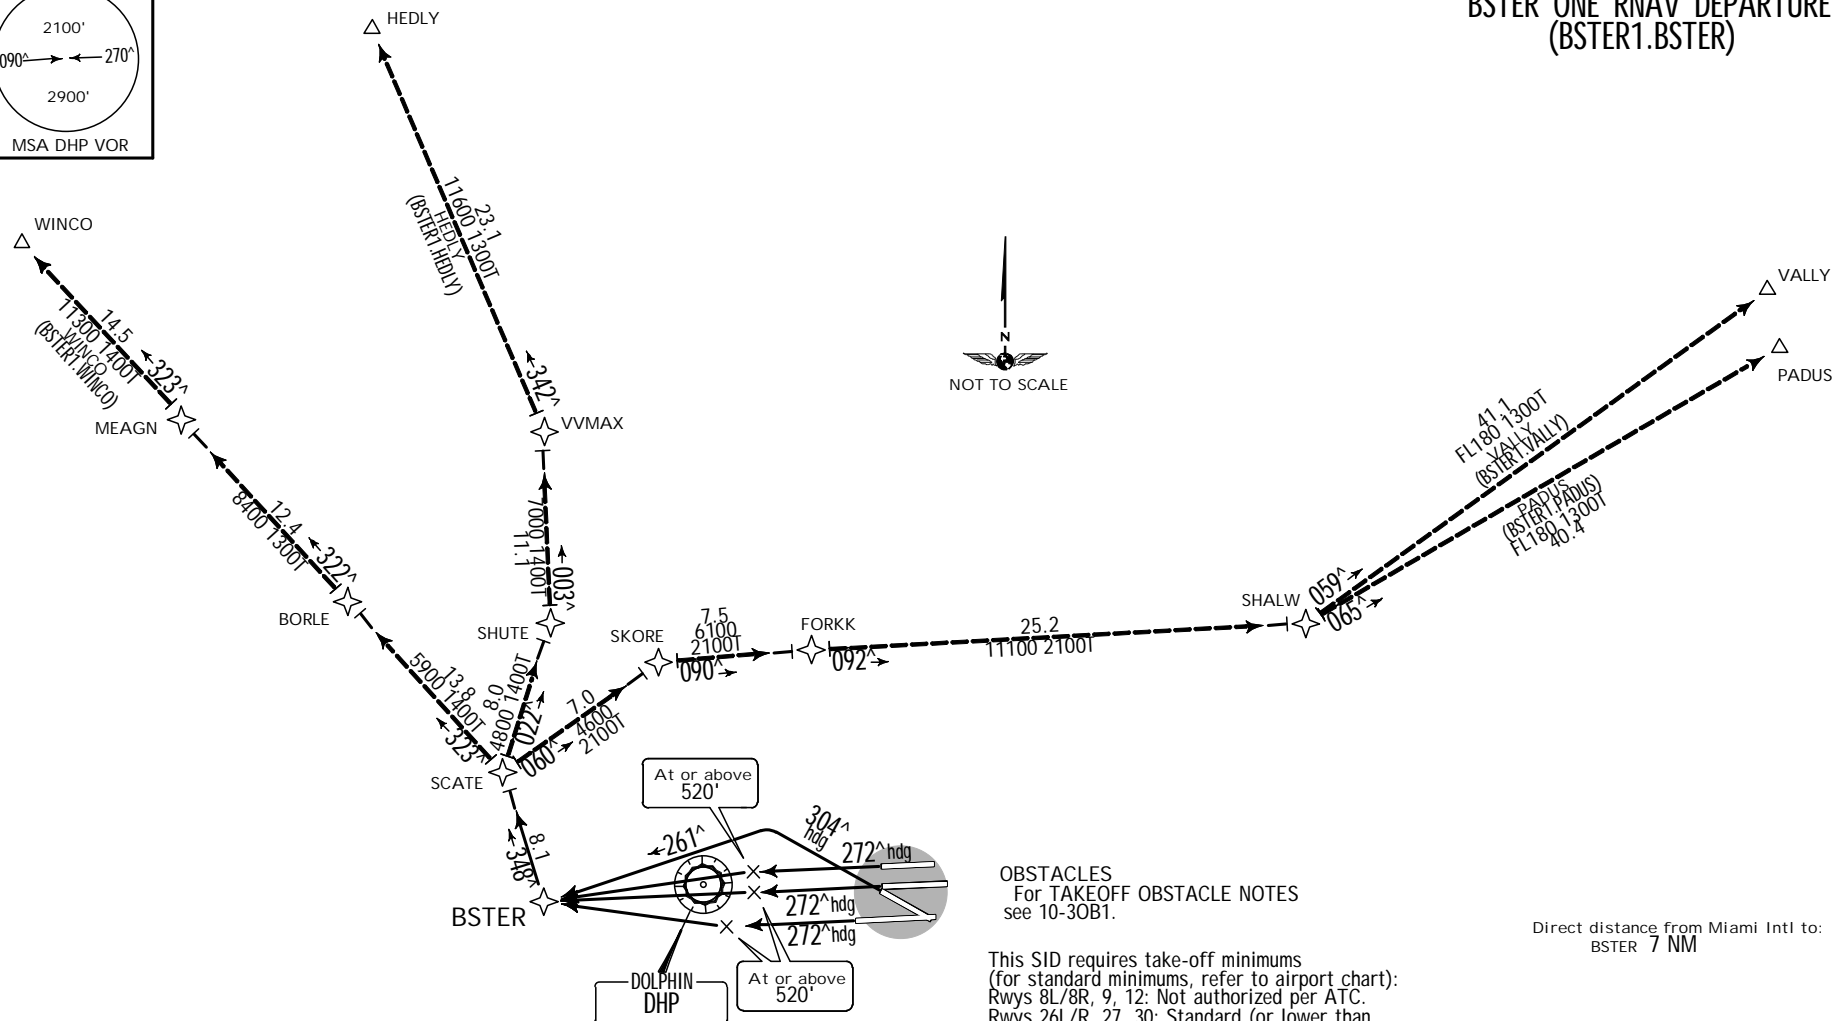 BSTER ONE RNAV DEPARTURE
(BSTER1.BSTER)
2100'
090^
270^
2900'
MSA DHP VOR
HEDLY
23.1
11600 1300T
HEDLY
(BSTER1.HEDLY)
WINCO
14.5
11300 1400T
WINCO
(BSTER1.WINCO)
323^
MEAGN
342^
VVMAX
N
NOT TO SCALE
VALLY
PADUS
41.1
FL180 1300T
VALLY
(BSTER1.VALLY)
PADUS
(BSTER1.PADUS)
FL180 1300T
40.4
12.4
8400 1300T
322^
BORLE
7000 1400T
11.1
003^
SHUTE
SKORE
7.5
6100
2100T
090^
FORKK
092^
25.2
11100 2100T
SHALW
059^
065^
13.8
5900 1400T
323^
8.0
4800 1400T
022^
060^
7.0
4600
2100T
SCATE
8.1
348^
BSTER
At or above
520'
261^
304^
hdg
272^hdg
272^hdg
272^hdg
DOLPHIN
DHP
At or above
520'
OBSTACLES
For TAKEOFF OBSTACLE NOTES
see 10-3OB1.
This SID requires take-off minimums
(for standard minimums, refer to airport chart):
Rwys 8L/8R, 9, 12: Not authorized per ATC.
Rwys 26L/R, 27, 30: Standard (or lower than
Direct distance from Miami Intl to:
BSTER 7 NM